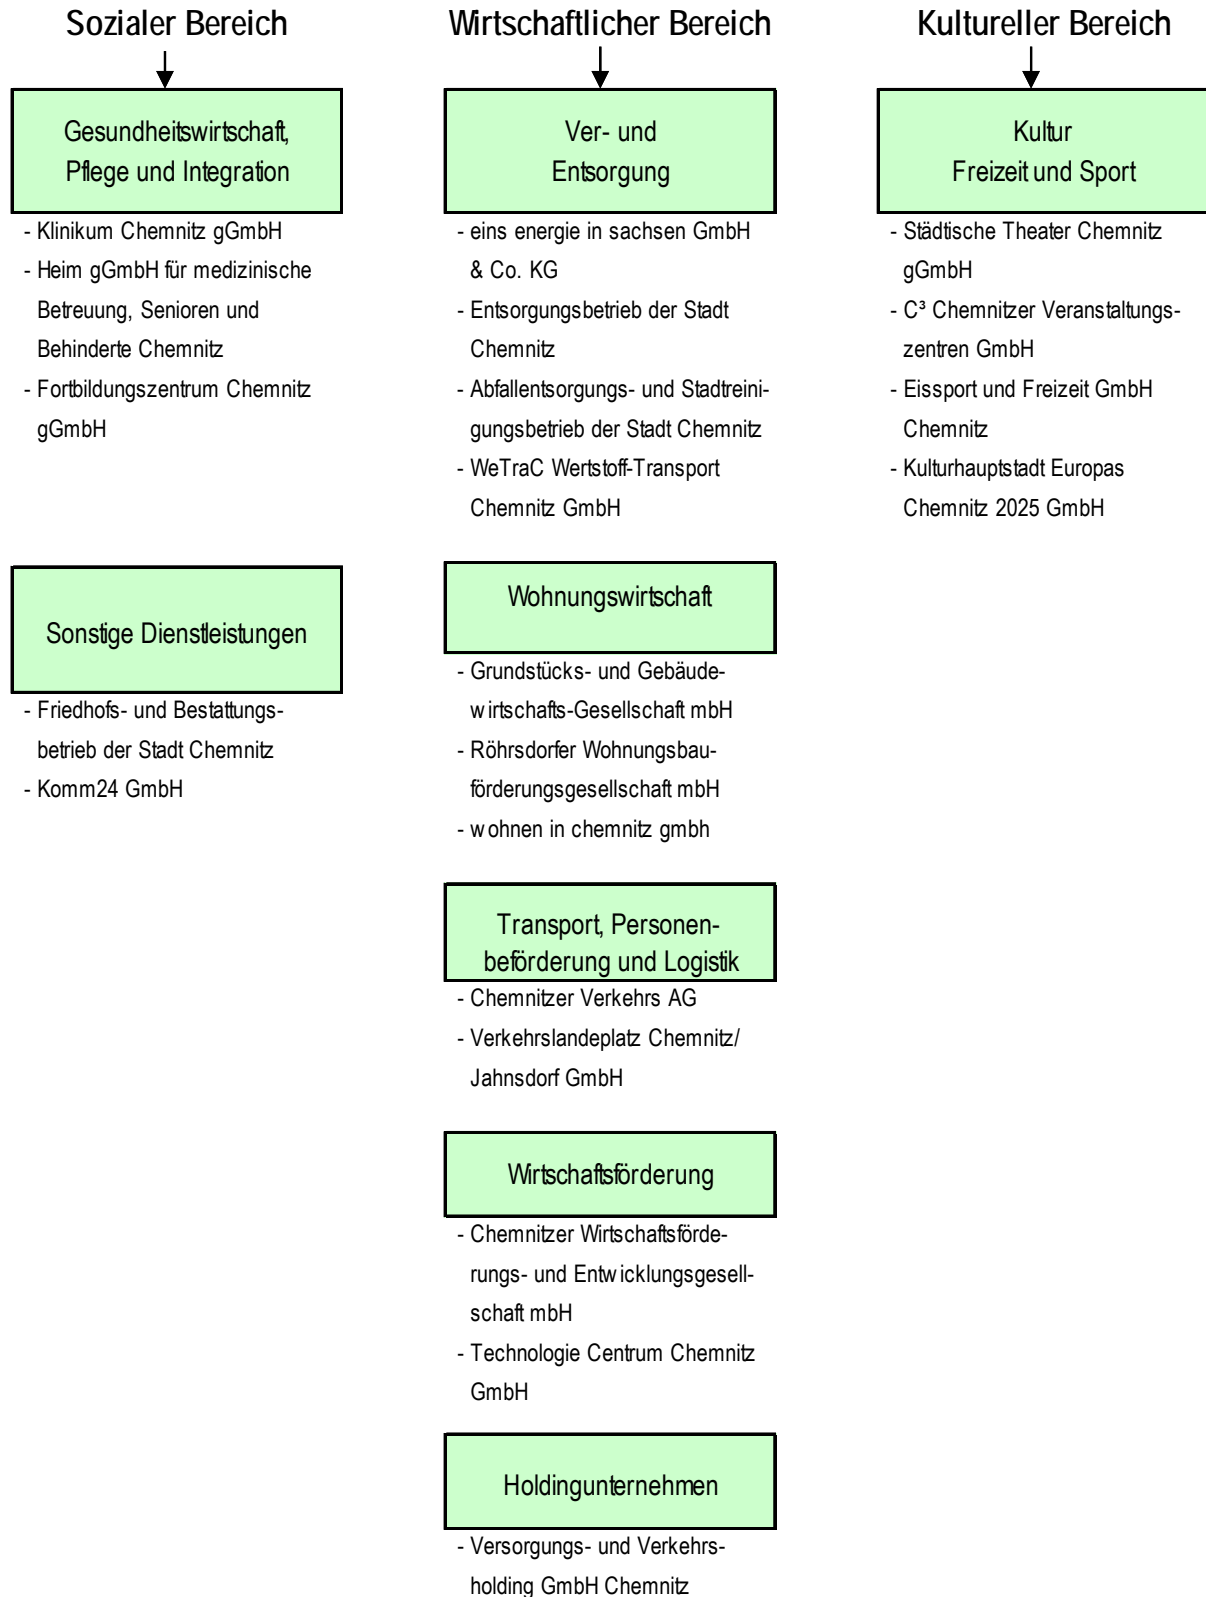 Sozialer Bereich
Gesundheitswirtschaft,
Pflege und Integration
- Klinikum Chemnitz gGmbH
- Heim gGmbH für medizinische
Betreuung, Senioren und
Behinderte Chemnitz
- Fortbildungszentrum Chemnitz
gGmbH
Sonstige Dienstleistungen
- Friedhofs- und Bestattungs-
betrieb der Stadt Chemnitz
- Komm24 GmbH
Wirtschaftlicher Bereich
Ver- und
Entsorgung
- eins energie in sachsen GmbH
& Co. KG
- Entsorgungsbetrieb der Stadt
Chemnitz
- Abfallentsorgungs- und Stadtreini-
gungsbetrieb der Stadt Chemnitz
- WeTraC Wertstoff-Transport
Chemnitz GmbH
Wohnungswirtschaft
- Grundstücks- und Gebäude-
wirtschafts-Gesellschaft mbH
- Röhrsdorfer Wohnungsbau-
förderungsgesellschaft mbH
- wohnen in chemnitz gmbh
Transport, Personen-
beförderung und Logistik
- Chemnitzer Verkehrs AG
- Verkehrslandeplatz Chemnitz/
Jahnsdorf GmbH
Wirtschaftsförderung
- Chemnitzer Wirtschaftsförde-
rungs- und Entwicklungsgesell-
schaft mbH
- Technologie Centrum Chemnitz
GmbH
Holdingunternehmen
- Versorgungs- und Verkehrs-
holding GmbH Chemnitz
Kultureller Bereich
Kultur
Freizeit und Sport
- Städtische Theater Chemnitz
gGmbH
- C³ Chemnitzer Veranstaltungs-
zentren GmbH
- Eissport und Freizeit GmbH
Chemnitz
- Kulturhauptstadt Europas
Chemnitz 2025 GmbH